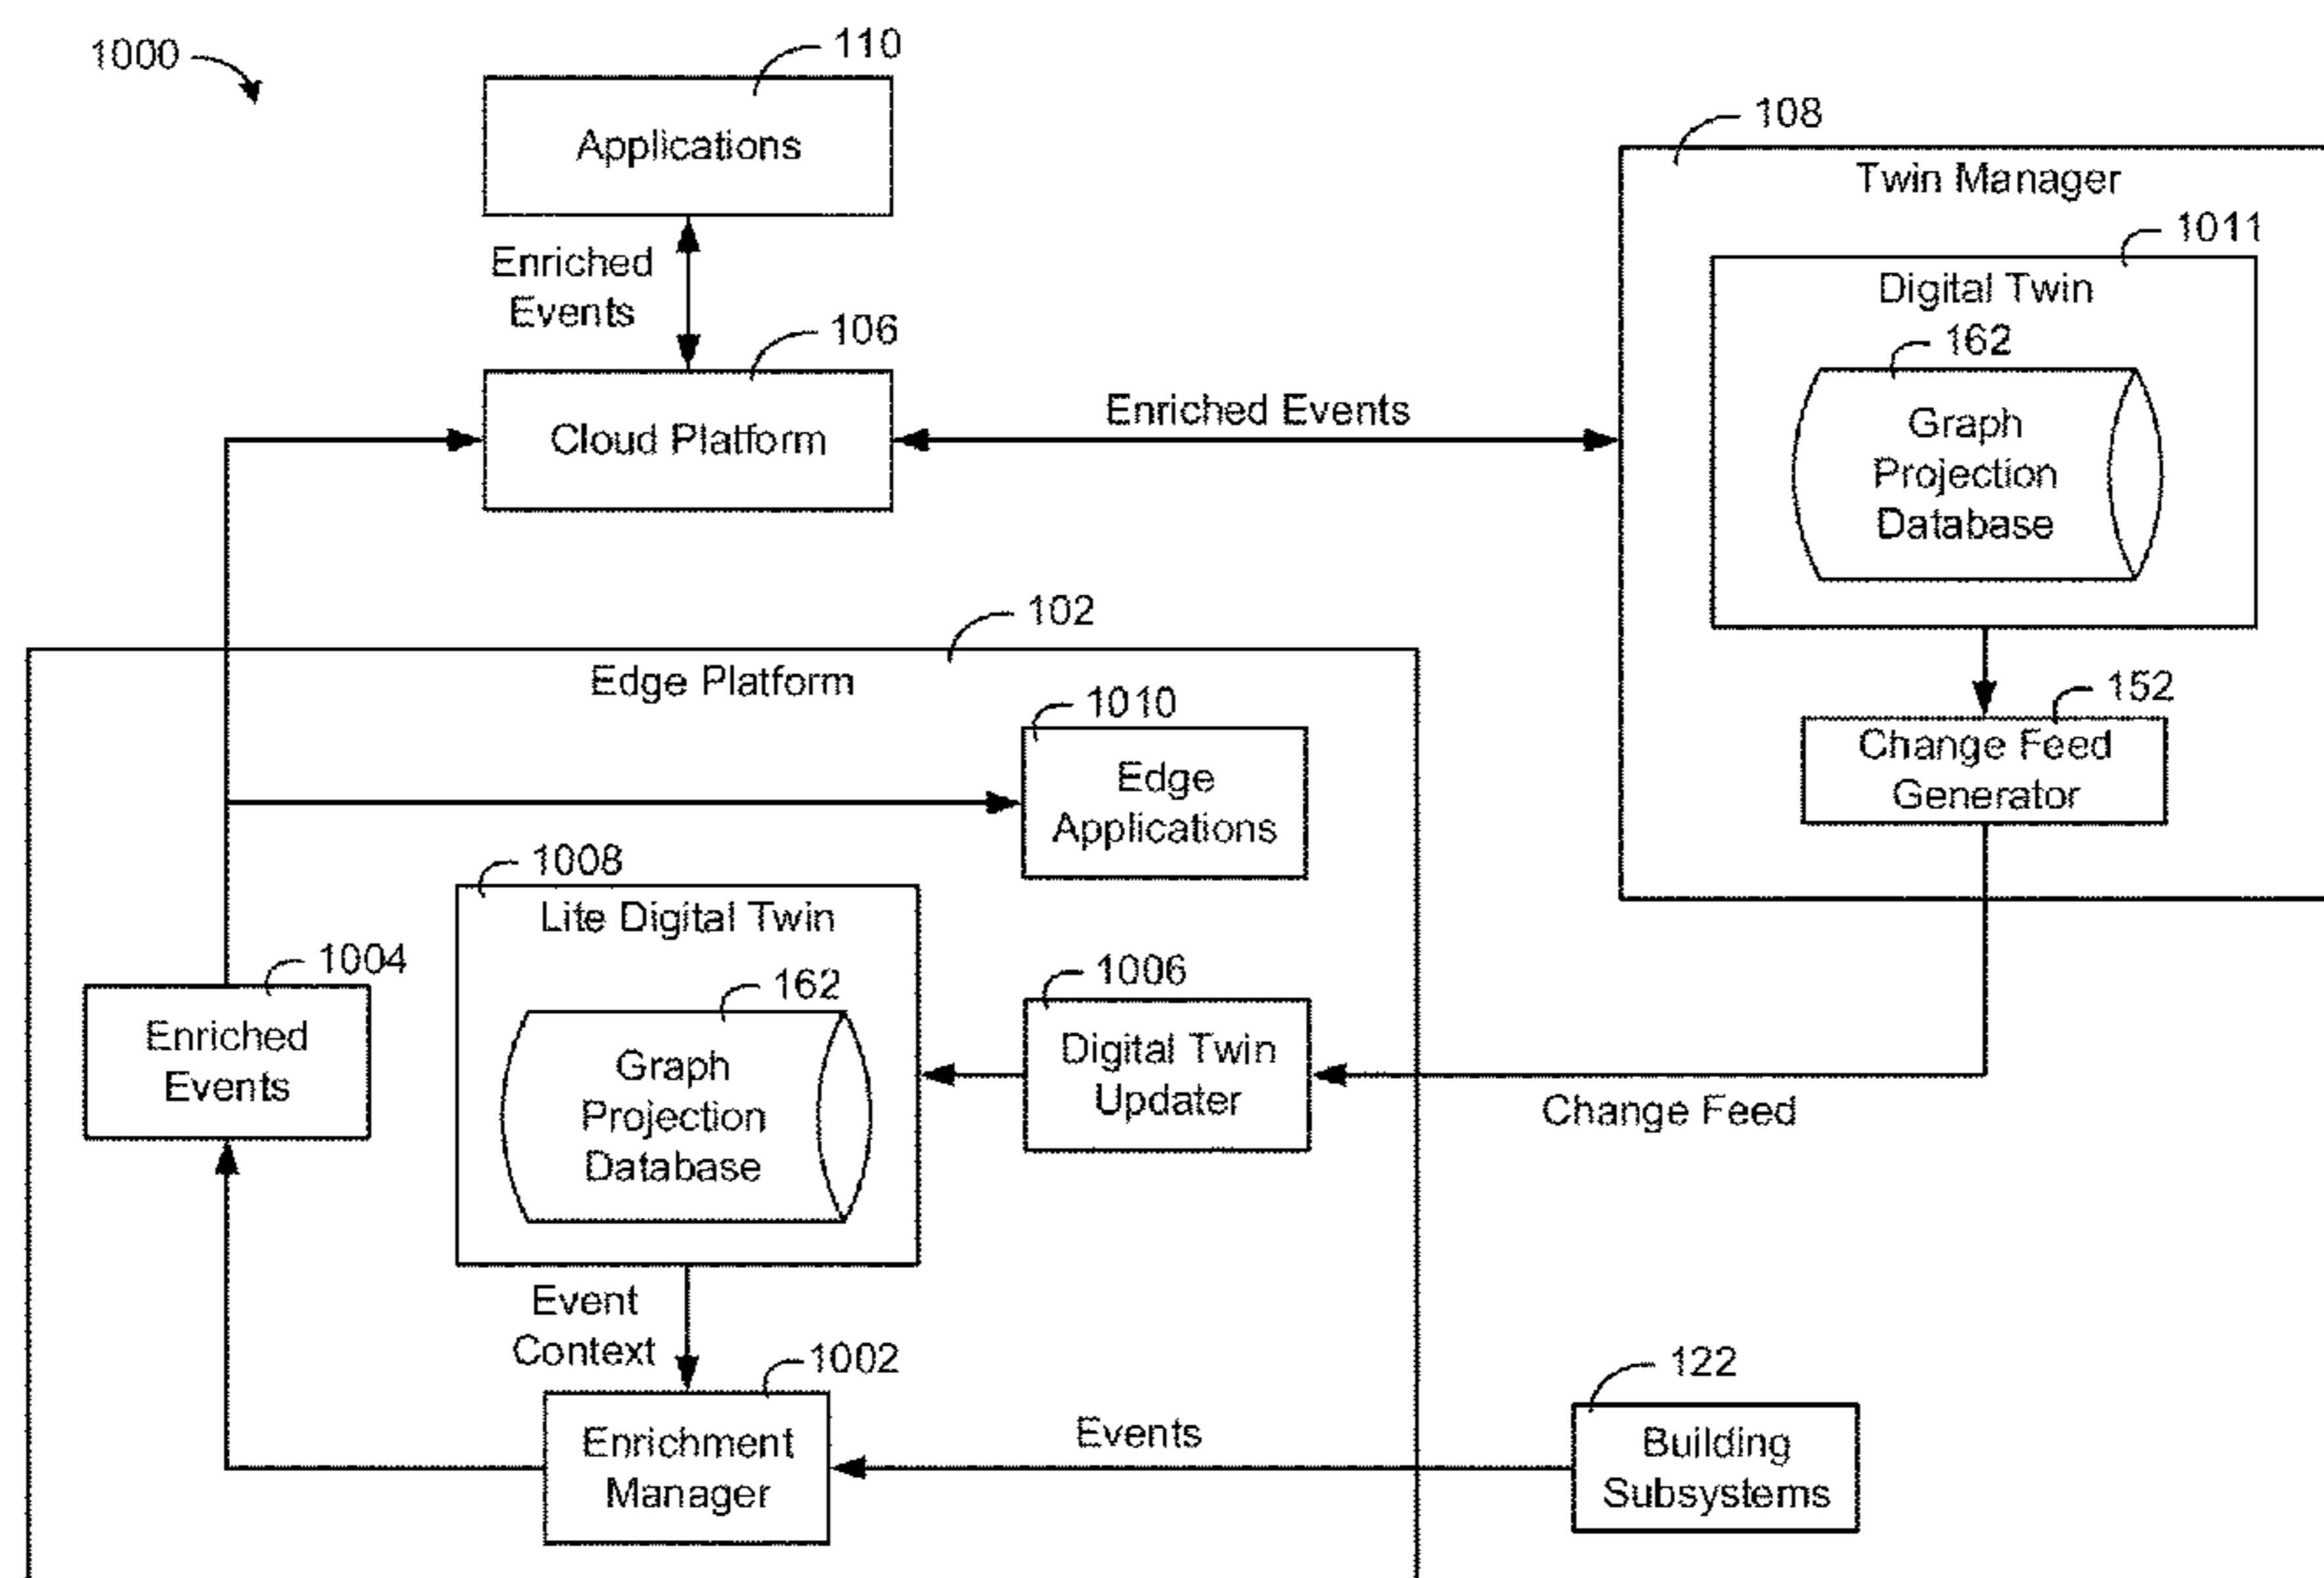 1000
110
Applications
Enriched
Events
106
Cloud Platform
Enriched Events
108
Twin Manager
1011
Digital Twin
162
Graph
Projection
Database
152
Change Feed
Generator
102
Edge Platform
1010
Edge
Applications
1008
Lite Digital Twin
162
Graph
Projection
Database
1004
Enriched
Events
1006
Digital Twin
Updater
Change Feed
Event
Context
1002
Enrichment
Manager
Events
122
Building
Subsystems